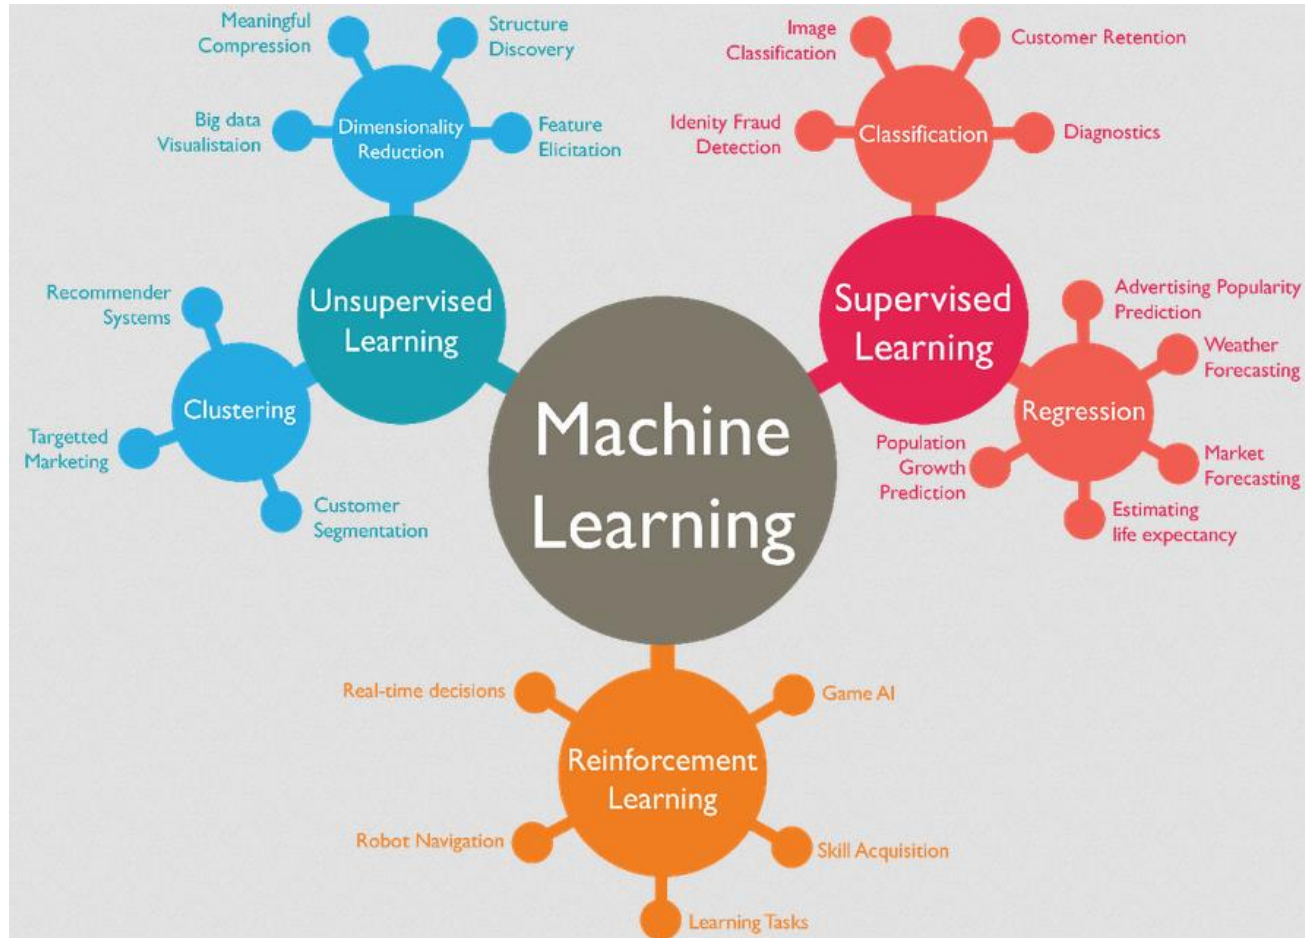 Meaningful
Compression
Structure
Discovery
Big data
Visualistaion
Dimensionality
Reduction
Feature
Elicitation
Image
Classification
Customer Retention
Idenity Fraud
Detection
Classification
Diagnostics
Unsupervised
Learning
Recommender
Systems
Clustering
Targetted
Marketing
Customer
Segmentation
Machine
Learning
Supervised
Learning
Advertising Popularity
Prediction
Weather
Forecasting
Regression
Population
Growth
Prediction
Market
Forecasting
Estimating
life expectancy
Real-time decisions
Game AI
Reinforcement
Learning
Robot Navigation
Skill Acquisition
Learning Tasks